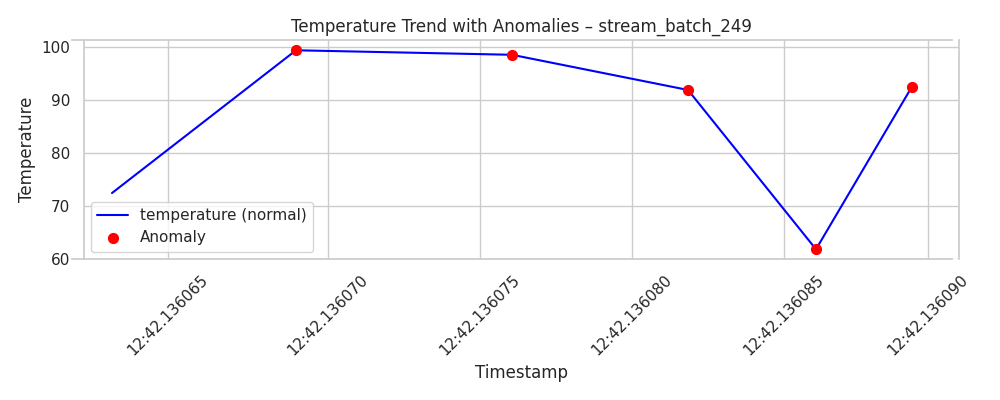 Temperature Trend with Anomalies – stream_batch_249
Temperature
100
90
80
70
60
temperature (normal)
Anomaly
12:42.136065
12:42.136070
12:42.136075
12:42.136080
12:42.136085
12:42.136090
Timestamp